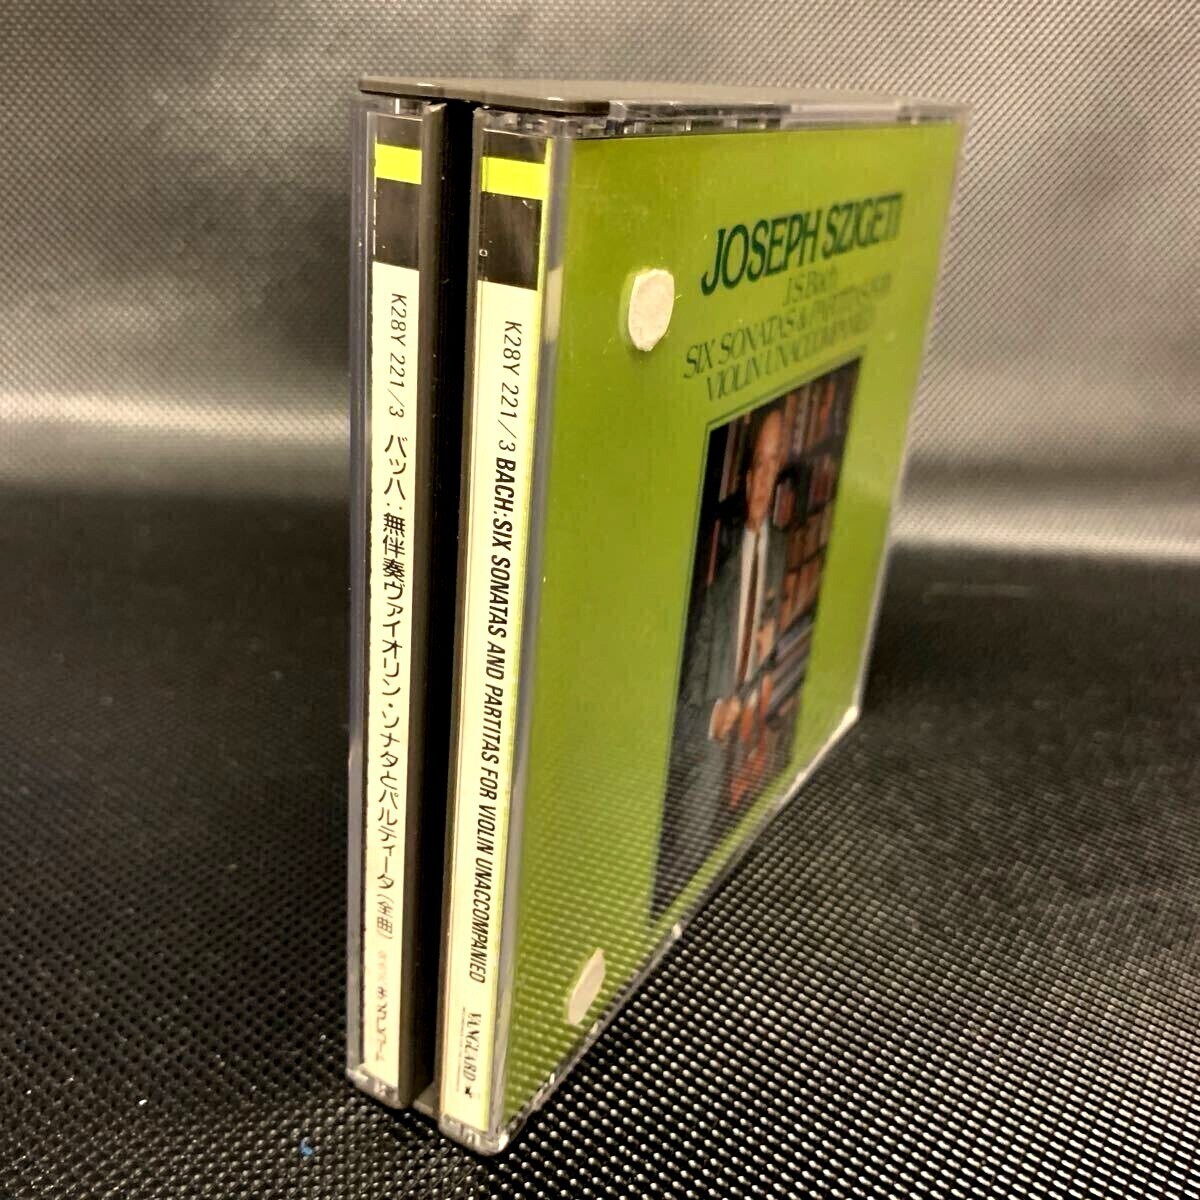 K28Y 221/3 バッハ:無伴奏ヴァイオリン・ソナタとパルティータ(全曲)
K28Y 221/3 BACH:SIX SONATAS AND PARTITAS FOR VIOLIN UNACCOMPANIED
VANGUARD
JOSEPH SZIGETI
J.S.Bach
SIX SONATAS & PARTITAS FOR
VIOLIN UNACCOMPANIED